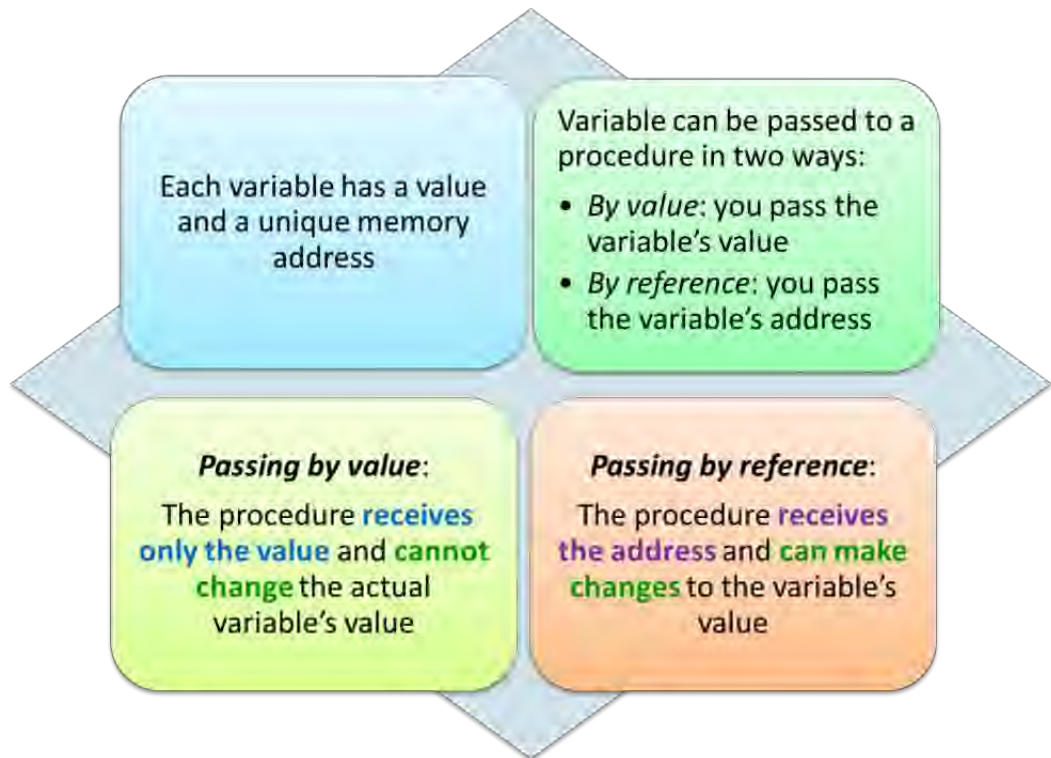 Each variable has a value
and a unique memory
address
Variable can be passed to a
procedure in two ways:
• By value: you pass the
variable’s value
• By reference: you pass
the variable’s address
Passing by value:
The procedure receives
only the value and cannot
change the actual
variable’s value
Passing by reference:
The procedure receives
the address and can make
changes to the variable’s
value